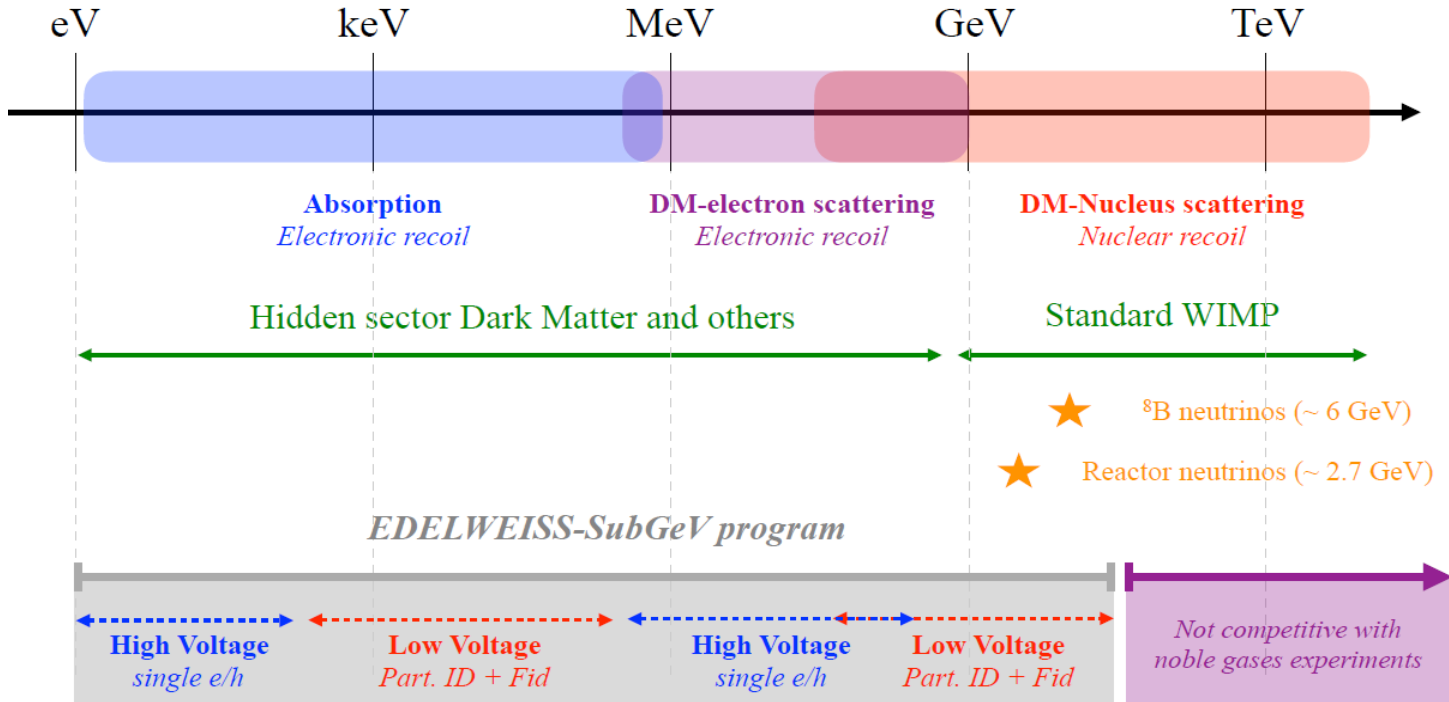 eV keV MeV GeV TeV
Absorption
Electronic recoil
DM-electron scattering
Electronic recoil
DM-Nucleus scattering
Nuclear recoil
Hidden sector Dark Matter and others
Standard WIMP
⁸B neutrinos (~ 6 GeV)
Reactor neutrinos (~ 2.7 GeV)
EDELWEISS-SubGeV program
High Voltage
single e/h
Low Voltage
Part. ID + Fid
High Voltage
single e/h
Low Voltage
Part. ID + Fid
Not competitive with
noble gases experiments